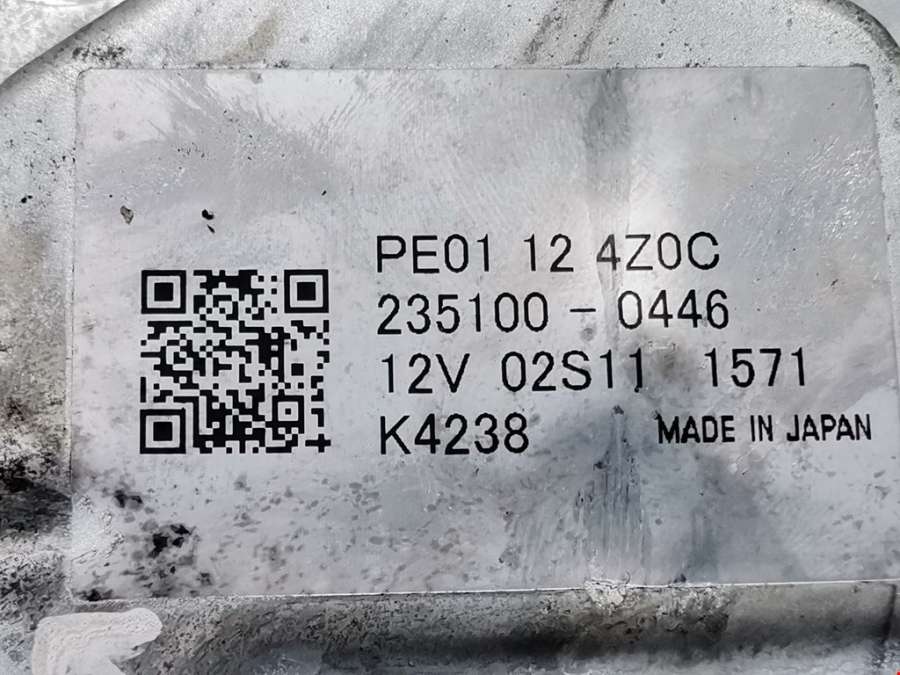 PE01 12 4Z0C
235100 - 0446
12V 02S11 1571
K4238 MADE IN JAPAN